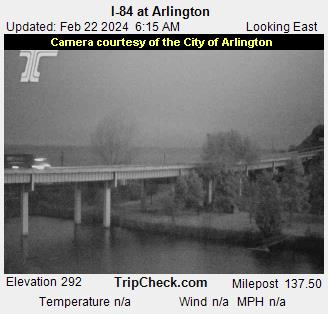 I-84 at Arlington
Updated: Feb 22 2024 6:15 AM Looking East
Camera courtesy of the City of Arlington
Elevation 292 TripCheck.com Milepost 137.50
Temperature n/a Wind n/a MPH n/a